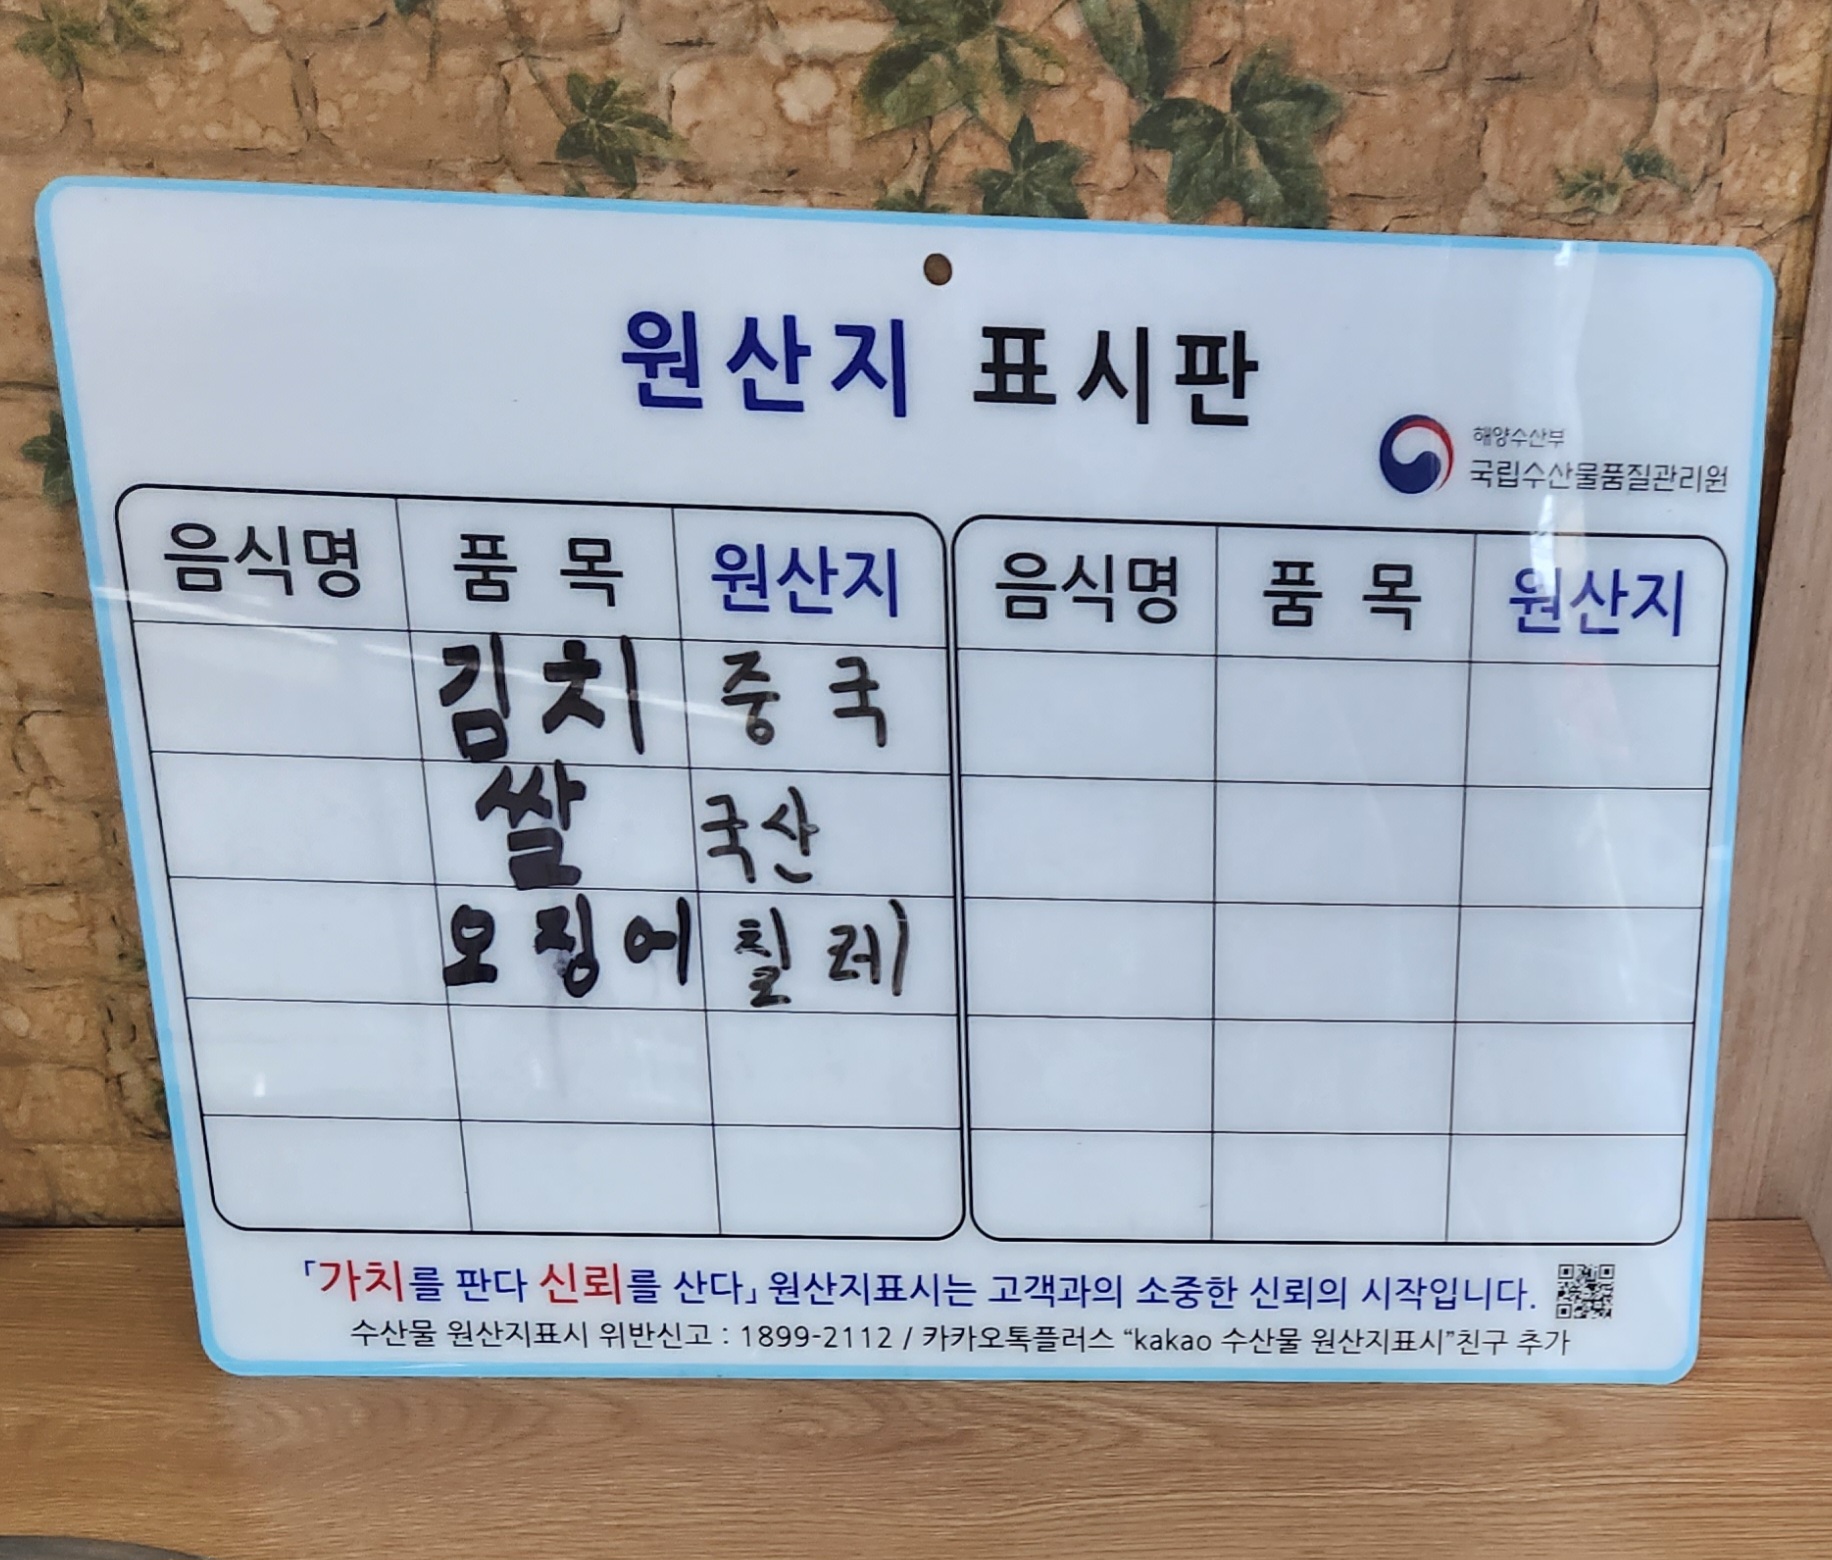 원산지 표시판
해양수산부
국립수산물품질관리원
음식명 품 목 원산지 음식명 품 목 원산지
김치 중국
쌀 국산
오징어 칠레
「가치를 판다 신뢰를 산다」 원산지표시는 고객과의 소중한 신뢰의 시작입니다.
수산물 원산지표시 위반신고 : 1899-2112 / 카카오톡플러스 “kakao 수산물 원산지표시”친구 추가